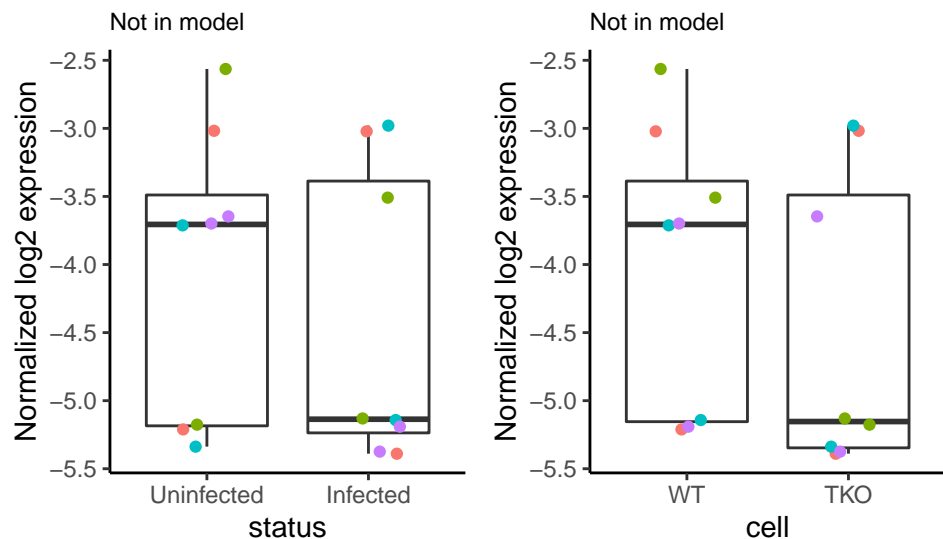 Not in model
Normalized log2 expression
−2.5
−3.0
−3.5
−4.0
−4.5
−5.0
−5.5
Uninfected
Infected
status
Not in model
Normalized log2 expression
−2.5
−3.0
−3.5
−4.0
−4.5
−5.0
−5.5
WT
TKO
cell